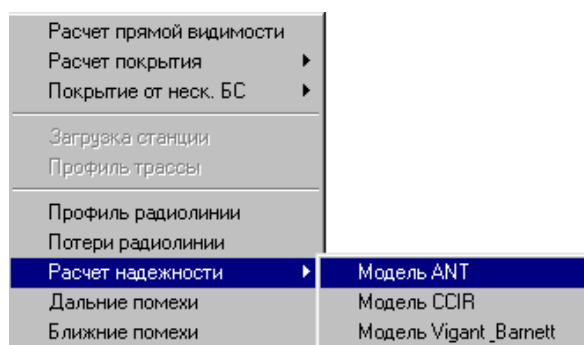 Расчет прямой видимости
Расчет покрытия
Покрытие от неск. БС
Загрузка станции
Профиль трассы
Профиль радиолинии
Потери радиолинии
Расчет надежности
Модель ANT
Дальние помехи
Модель CCIR
Ближние помехи
Модель Vigant_Barnett